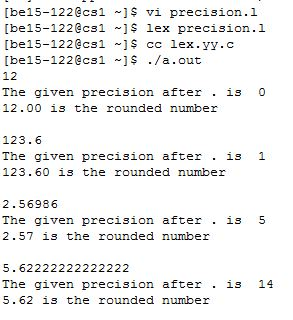 [be15-122@cs1 ~]$ vi precision.l
[be15-122@cs1 ~]$ lex precision.l
[be15-122@cs1 ~]$ cc lex.yy.c
[be15-122@cs1 ~]$ ./a.out
12
The given precision after . is  0
12.00 is the rounded number
123.6
The given precision after . is  1
123.60 is the rounded number
2.56986
The given precision after . is  5
2.57 is the rounded number
5.62222222222222
The given precision after . is  14
5.62 is the rounded number